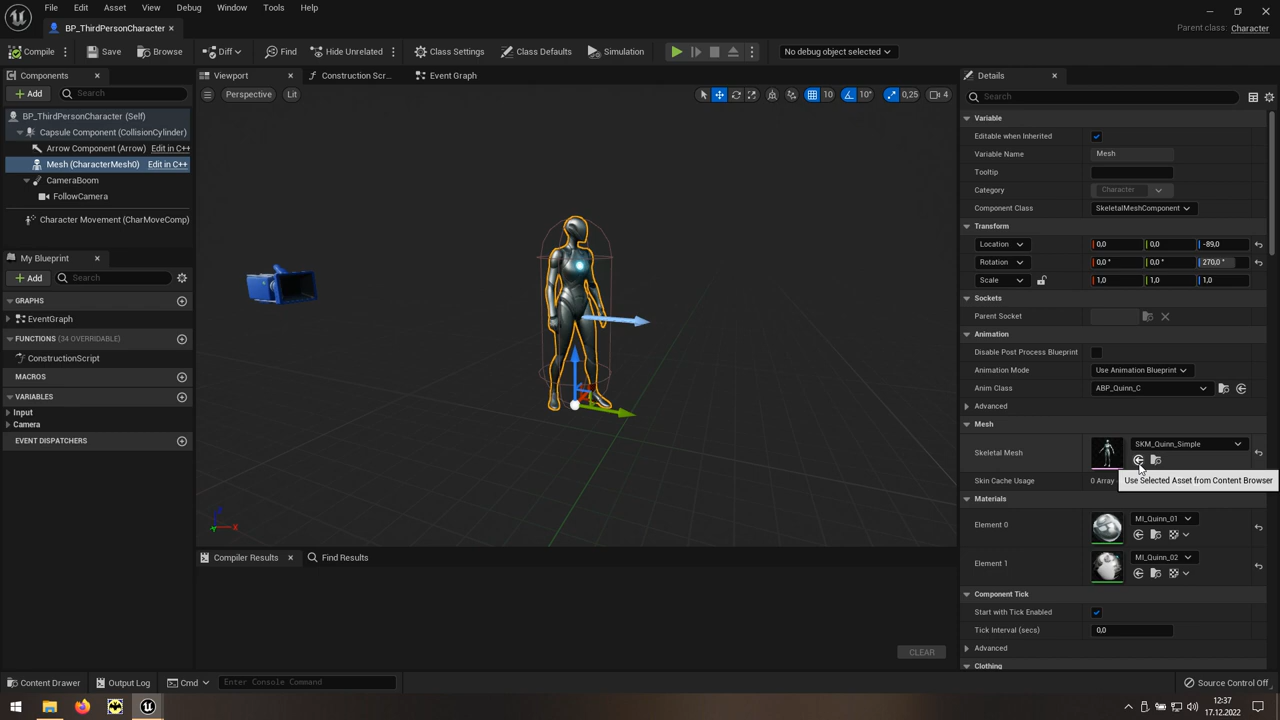 File Edit Asset View Debug Window Tools Help
BP_ThirdPersonCharacter
Parent class: Character
Compile Save Browse Diff Find Hide Unrelated Class Settings Class Defaults Simulation No debug object selected
Components
Add Search
BP_ThirdPersonCharacter (Self)
Capsule Component (CollisionCylinder)
Arrow Component (Arrow) Edit in C++
Mesh (CharacterMesh0) Edit in C++
CameraBoom
FollowCamera
Character Movement (CharMoveComp)
My Blueprint
Add Search
GRAPHS
EventGraph
FUNCTIONS (34 OVERRIDABLE)
ConstructionScript
MACROS
VARIABLES
Input
Camera
EVENT DISPATCHERS
Viewport Construction Scr... Event Graph
Perspective Lit 10 10° 0,25 4
Z
X
Y
Compiler Results Find Results
CLEAR
Details
Search
Variable
Editable when Inherited
Variable Name Mesh
Tooltip
Category Character
Component Class SkeletalMeshComponent
Transform
Location 0,0 0,0 -89,0
Rotation 0,0 ° 0,0 ° 270,0 °
Scale 1,0 1,0 1,0
Sockets
Parent Socket
Animation
Disable Post Process Blueprint
Animation Mode Use Animation Blueprint
Anim Class ABP_Quinn_C
Advanced
Mesh
Skeletal Mesh SKM_Quinn_Simple
Skin Cache Usage 0 Array
Use Selected Asset from Content Browser
Materials
Element 0 MI_Quinn_01
Element 1 MI_Quinn_02
Component Tick
Start with Tick Enabled
Tick Interval (secs) 0,0
Advanced
Clothing
Content Drawer Output Log Cmd Enter Console Command Source Control Off
12:37
17.12.2022